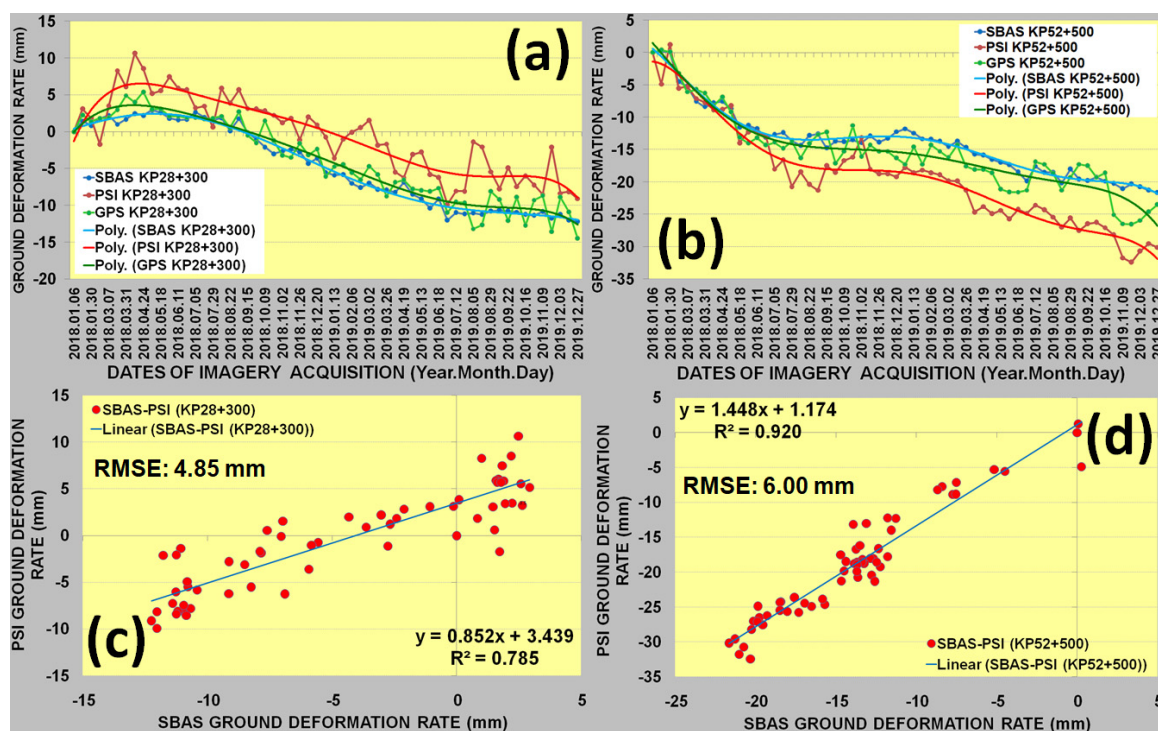 (a)
GROUND DEFORMATION RATE (mm)
15
10
5
0
-5
-10
-15
-20
SBAS KP28+300
PSI KP28+300
GPS KP28+300
Poly. (SBAS KP28+300)
Poly. (PSI KP28+300)
Poly. (GPS KP28+300)
2018.01.06
2018.01.30
2018.03.07
2018.03.31
2018.04.24
2018.05.18
2018.06.11
2018.07.05
2018.07.29
2018.08.22
2018.09.15
2018.10.09
2018.11.02
2018.11.26
2018.12.20
2019.01.13
2019.02.06
2019.03.02
2019.03.26
2019.04.19
2019.05.13
2019.06.18
2019.07.12
2019.08.05
2019.08.29
2019.09.22
2019.10.16
2019.11.09
2019.12.03
2019.12.27
DATES OF IMAGERY ACQUISITION (Year.Month.Day)
(b)
GROUND DEFORMATION RATE (mm)
5
0
-5
-10
-15
-20
-25
-30
-35
SBAS KP52+500
PSI KP52+500
GPS KP52+500
Poly. (SBAS KP52+500)
Poly. (PSI KP52+500)
Poly. (GPS KP52+500)
2018.01.06
2018.01.30
2018.03.07
2018.03.31
2018.04.24
2018.05.18
2018.06.11
2018.07.05
2018.07.29
2018.08.22
2018.09.15
2018.10.09
2018.11.02
2018.11.26
2018.12.20
2019.01.13
2019.02.06
2019.03.02
2019.03.26
2019.04.19
2019.05.13
2019.06.18
2019.07.12
2019.08.05
2019.08.29
2019.09.22
2019.10.16
2019.11.09
2019.12.03
2019.12.27
DATES OF IMAGERY ACQUISITION (Year.Month.Day)
(c)
PSI GROUND DEFORMATION
RATE (mm)
15
10
5
0
-5
-10
-15
SBAS-PSI (KP28+300)
Linear (SBAS-PSI (KP28+300))
RMSE: 4.85 mm
y = 0.852x + 3.439
R² = 0.785
-15
-10
-5
0
5
SBAS GROUND DEFORMATION RATE (mm)
(d)
PSI GROUND DEFORMATION
RATE (mm)
5
0
-5
-10
-15
-20
-25
-30
-35
y = 1.448x + 1.174
R² = 0.920
RMSE: 6.00 mm
SBAS-PSI (KP52+500)
Linear (SBAS-PSI (KP52+500))
-25
-20
-15
-10
-5
0
5
SBAS GROUND DEFORMATION RATE (mm)